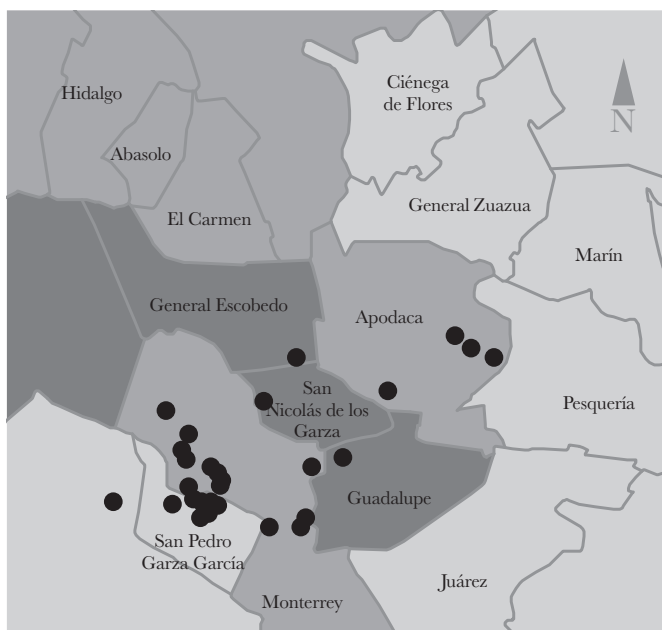 Ciénega
de Flores
Hidalgo
N
Abasolo
General Zuazua
El Carmen
Marín
General Escobedo
Apodaca
San
Nicolás de los
Garza
Pesquería
Guadalupe
San Pedro
Garza García
Juárez
Monterrey